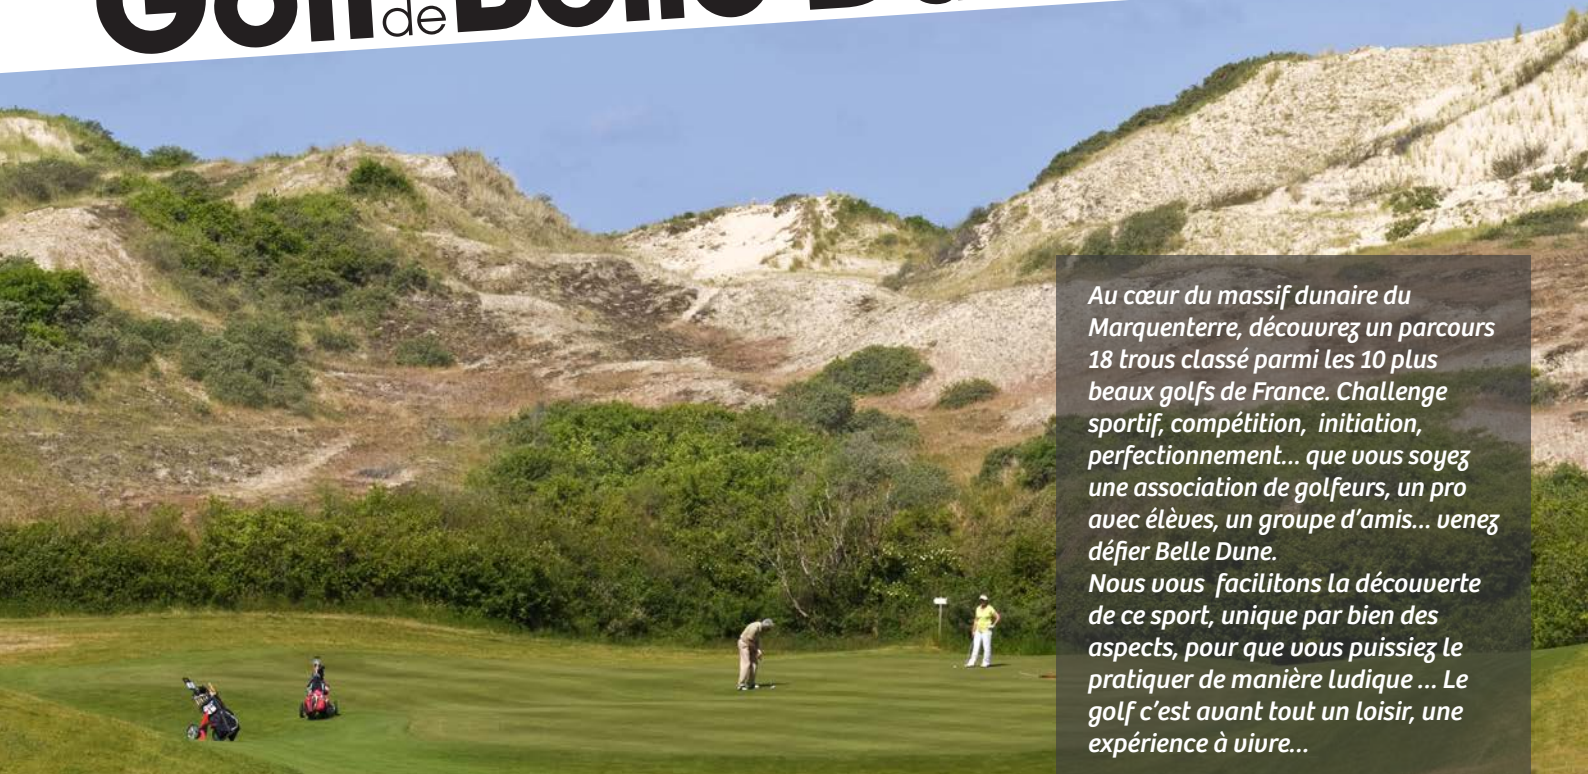 Golf de Belle Du
Au cœur du massif dunaire du
Marquenterre, découvrez un parcours
18 trous classé parmi les 10 plus
beaux golfs de France. Challenge
sportif, compétition, initiation,
perfectionnement... que vous soyez
une association de golfeurs, un pro
avec élèves, un groupe d'amis... venez
défier Belle Dune.
Nous vous facilitons la découverte
de ce sport, unique par bien des
aspects, pour que vous puissiez le
pratiquer de manière ludique ... Le
golf c'est avant tout un loisir, une
expérience à vivre...